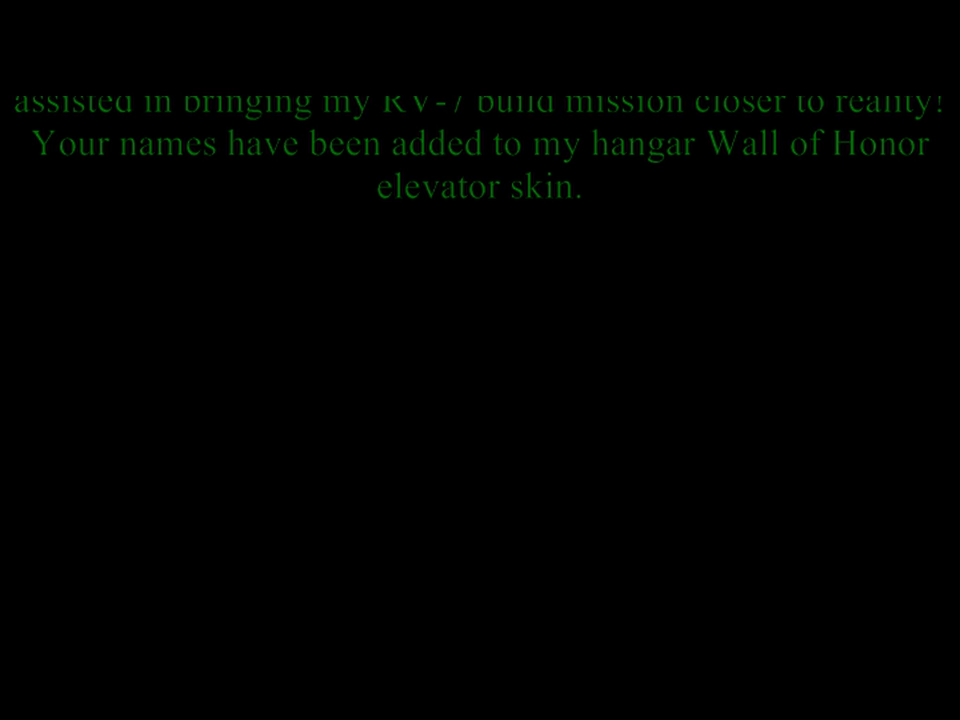 assisted in bringing my RV-7 build mission closer to reality!
Your names have been added to my hangar Wall of Honor
elevator skin.